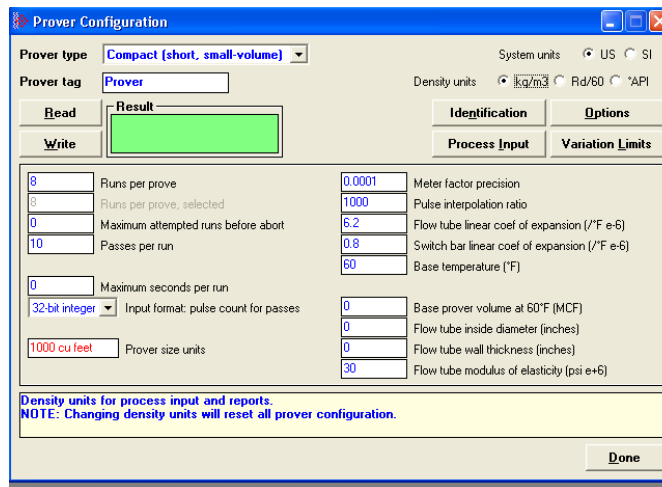 Prover Configuration
Prover type Compact (short, small-volume) System units US SI
Prover tag Prover Density units kg/m3 Rd/60 °API
Read Result Identification Options
Write Process Input Variation Limits
8 Runs per prove 0.0001 Meter factor precision
8 Runs per prove, selected 1000 Pulse interpolation ratio
0 Maximum attempted runs before abort 6.2 Flow tube linear coef of expansion (/°F e-6)
10 Passes per run 0.8 Switch bar linear coef of expansion (/°F e-6)
60 Base temperature (°F)
0 Maximum seconds per run
32-bit integer Input format: pulse count for passes 0 Base prover volume at 60°F (MCF)
0 Flow tube inside diameter (inches)
1000 cu feet Prover size units 0 Flow tube wall thickness (inches)
30 Flow tube modulus of elasticity (psi e+6)
Density units for process input and reports.
NOTE: Changing density units will reset all prover configuration.
Done